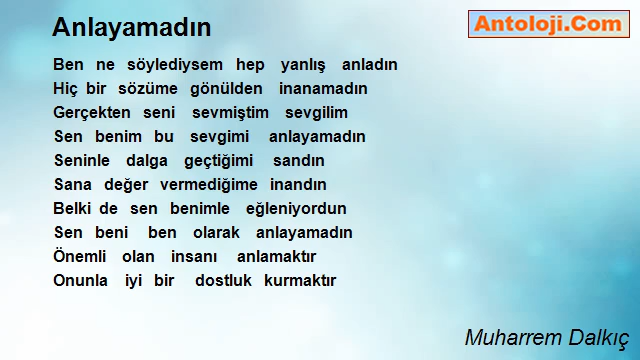 Anlayamadın
Antoloji.Com
Ben ne söylediysem hep yanlış anladın
Hiç bir sözüme gönülden inanamadın
Gerçekten seni sevmiştim sevgilim
Sen benim bu sevgimi anlayamadın
Seninle dalga geçtiğimi sandın
Sana değer vermediğime inandın
Belki de sen benimle eğleniyordun
Sen beni ben olarak anlayamadın
Önemli olan insanı anlamaktır
Onunla iyi bir dostluk kurmaktır
Muharrem Dalkıç